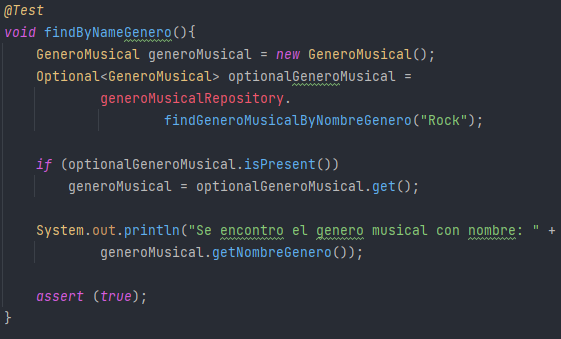 @Test
void findByNameGenero(){
    GeneroMusical generoMusical = new GeneroMusical();
    Optional<GeneroMusical> optionalGeneroMusical =
            generoMusicalRepository.
                    findGeneroMusicalByNombreGenero("Rock");
    if (optionalGeneroMusical.isPresent())
        generoMusical = optionalGeneroMusical.get();
    System.out.println("Se encontro el genero musical con nombre: " +
            generoMusical.getNombreGenero());
    assert (true);
}